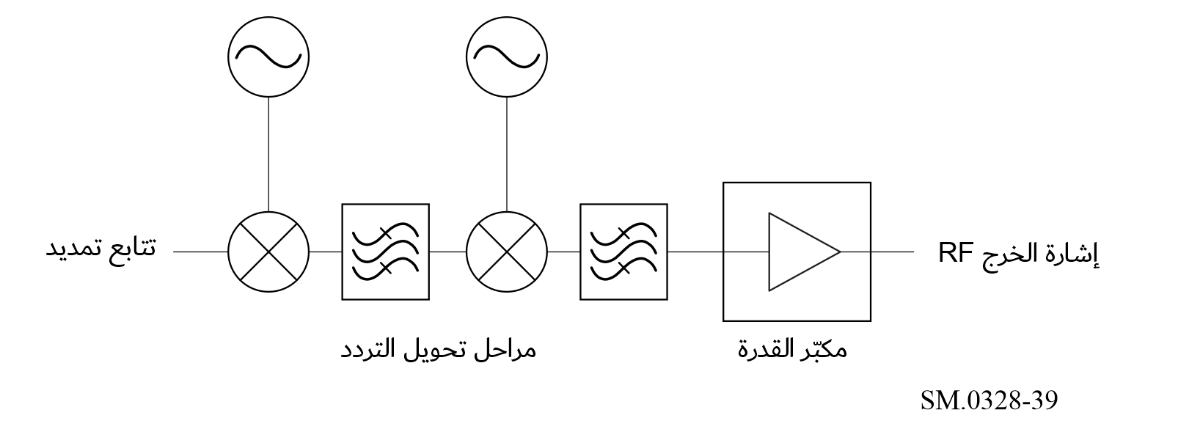 تتابع تمديد
إشارة الخرج RF
مراحل تحويل التردد
مكبّر القدرة
SM.0328-39